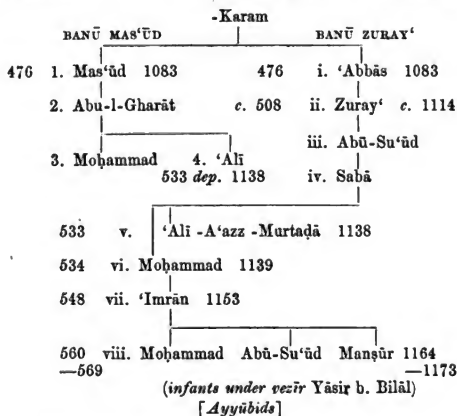 -Karam
BANŪ MAS‘ŪD BANŪ ZURAY‘
476 1. Mas‘ūd 1083 476 i. ‘Abbās 1083
2. Abu-l-Gharāt c. 508 ii. Zuray‘ c. 1114
iii. Abū-Su‘ūd
3. Moḥammad 4. ‘Alī
533 dep. 1138 iv. Sabā
533 v. ‘Alī -A‘azz -Murtaḍā 1138
534 vi. Moḥammad 1139
548 vii. ‘Imrān 1153
560 viii. Moḥammad Abū-Su‘ūd Manṣūr 1164
—569 —1173
(infants under vezīr Yāsir b. Bilāl)
[Ayyūbids]